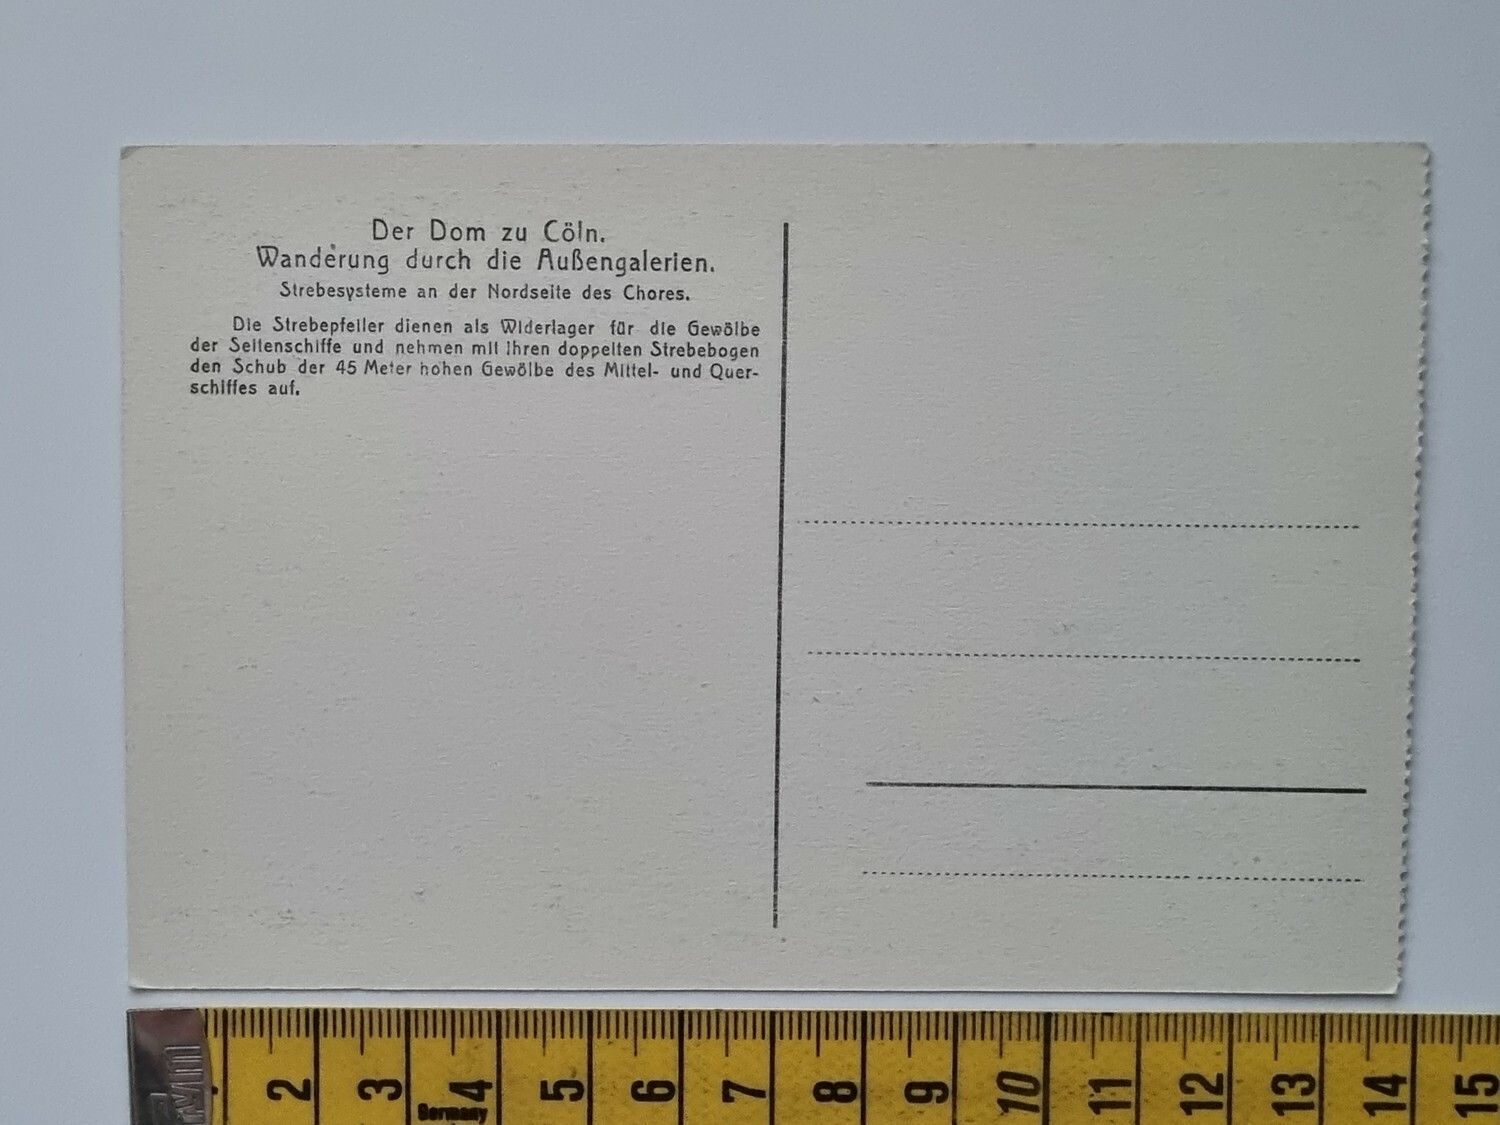 Der Dom zu Cöln.
Wanderung durch die Außengalerien.
Strebesysteme an der Nordseite des Chores.
Die Strebepfeiler dienen als Widerlager für die Gewölbe
der Seitenschiffe und nehmen mit ihren doppelten Strebebogen
den Schub der 45 Meter hohen Gewölbe des Mittel- und Quer-
schiffes auf.
2 3 4 5 6 7 8 9 10 11 12 13 14 15
Germany